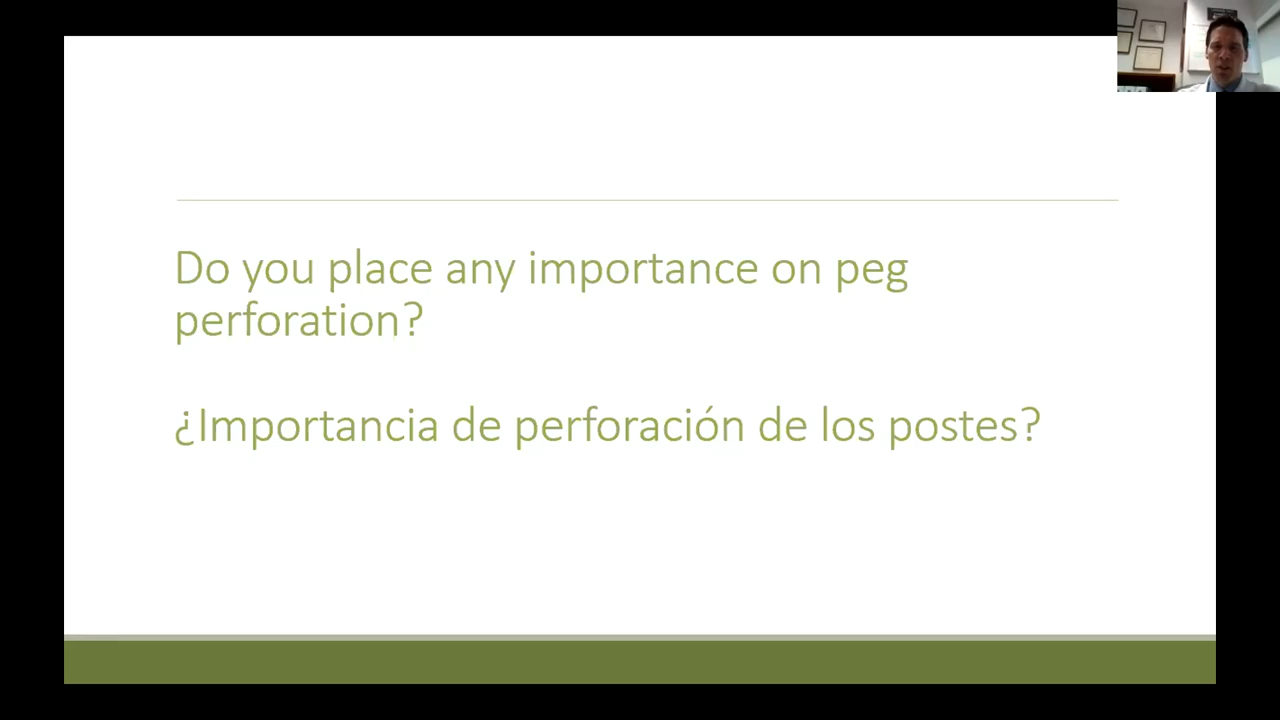 Do you place any importance on peg
perforation?
¿Importancia de perforación de los postes?